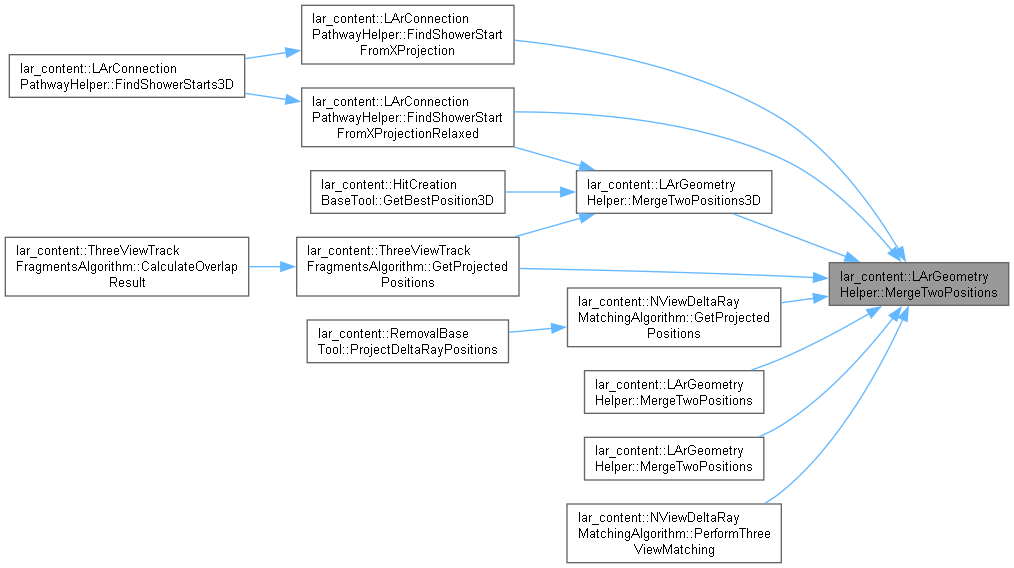 lar_content::LArConnection
PathwayHelper::FindShowerStart
FromXProjection
lar_content::LArConnection
PathwayHelper::FindShowerStarts3D
lar_content::LArConnection
PathwayHelper::FindShowerStart
FromXProjectionRelaxed
lar_content::HitCreation
BaseTool::GetBestPosition3D
lar_content::LArGeometry
Helper::MergeTwoPositions3D
lar_content::ThreeViewTrack
FragmentsAlgorithm::CalculateOverlap
Result
lar_content::ThreeViewTrack
FragmentsAlgorithm::GetProjected
Positions
lar_content::LArGeometry
Helper::MergeTwoPositions
lar_content::NViewDeltaRay
MatchingAlgorithm::GetProjected
Positions
lar_content::RemovalBase
Tool::ProjectDeltaRayPositions
lar_content::LArGeometry
Helper::MergeTwoPositions
lar_content::LArGeometry
Helper::MergeTwoPositions
lar_content::NViewDeltaRay
MatchingAlgorithm::PerformThree
ViewMatching